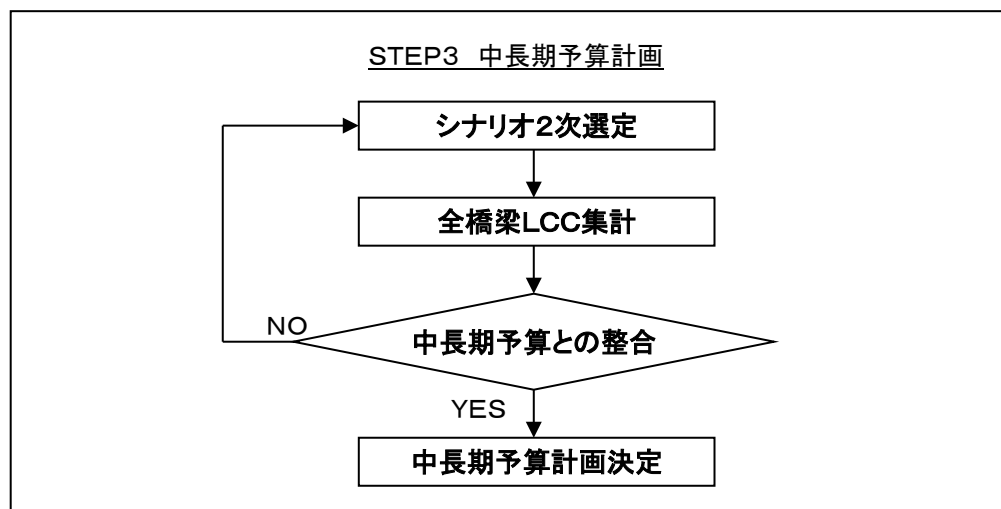 STEP3 中長期予算計画
シナリオ2次選定
全橋梁LCC集計
中長期予算との整合
NO
YES
中長期予算計画決定